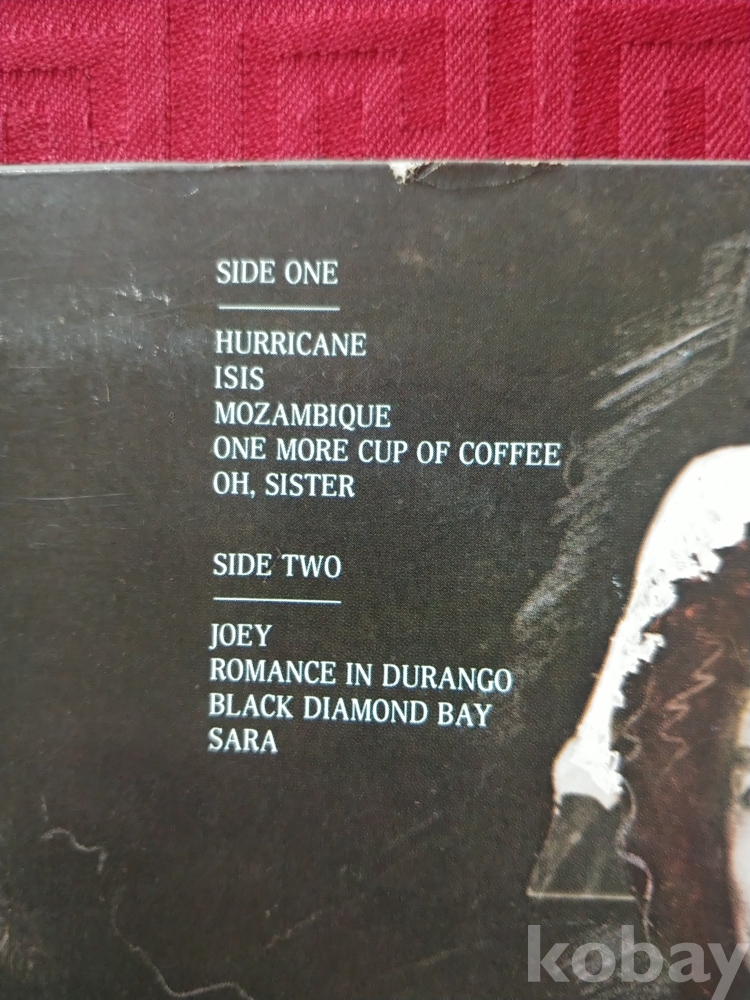 SIDE ONE
HURRICANE
ISIS
MOZAMBIQUE
ONE MORE CUP OF COFFEE
OH, SISTER
SIDE TWO
JOEY
ROMANCE IN DURANGO
BLACK DIAMOND BAY
SARA
kobay